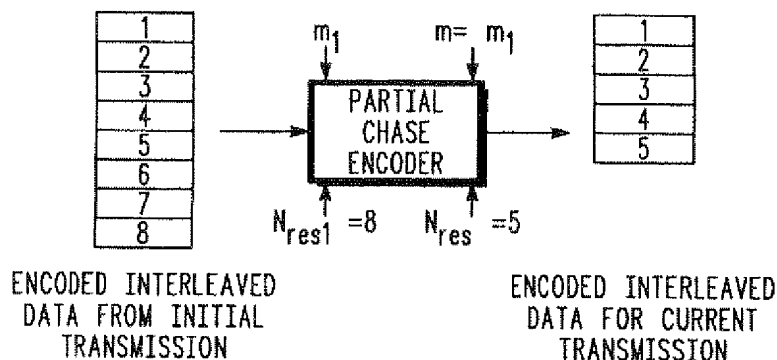 1
2
3
4
5
6
7
8
m1
m= m1
PARTIAL
CHASE
ENCODER
Nres1 =8
Nres =5
1
2
3
4
5
ENCODED INTERLEAVED
DATA FROM INITIAL
TRANSMISSION
ENCODED INTERLEAVED
DATA FOR CURRENT
TRANSMISSION